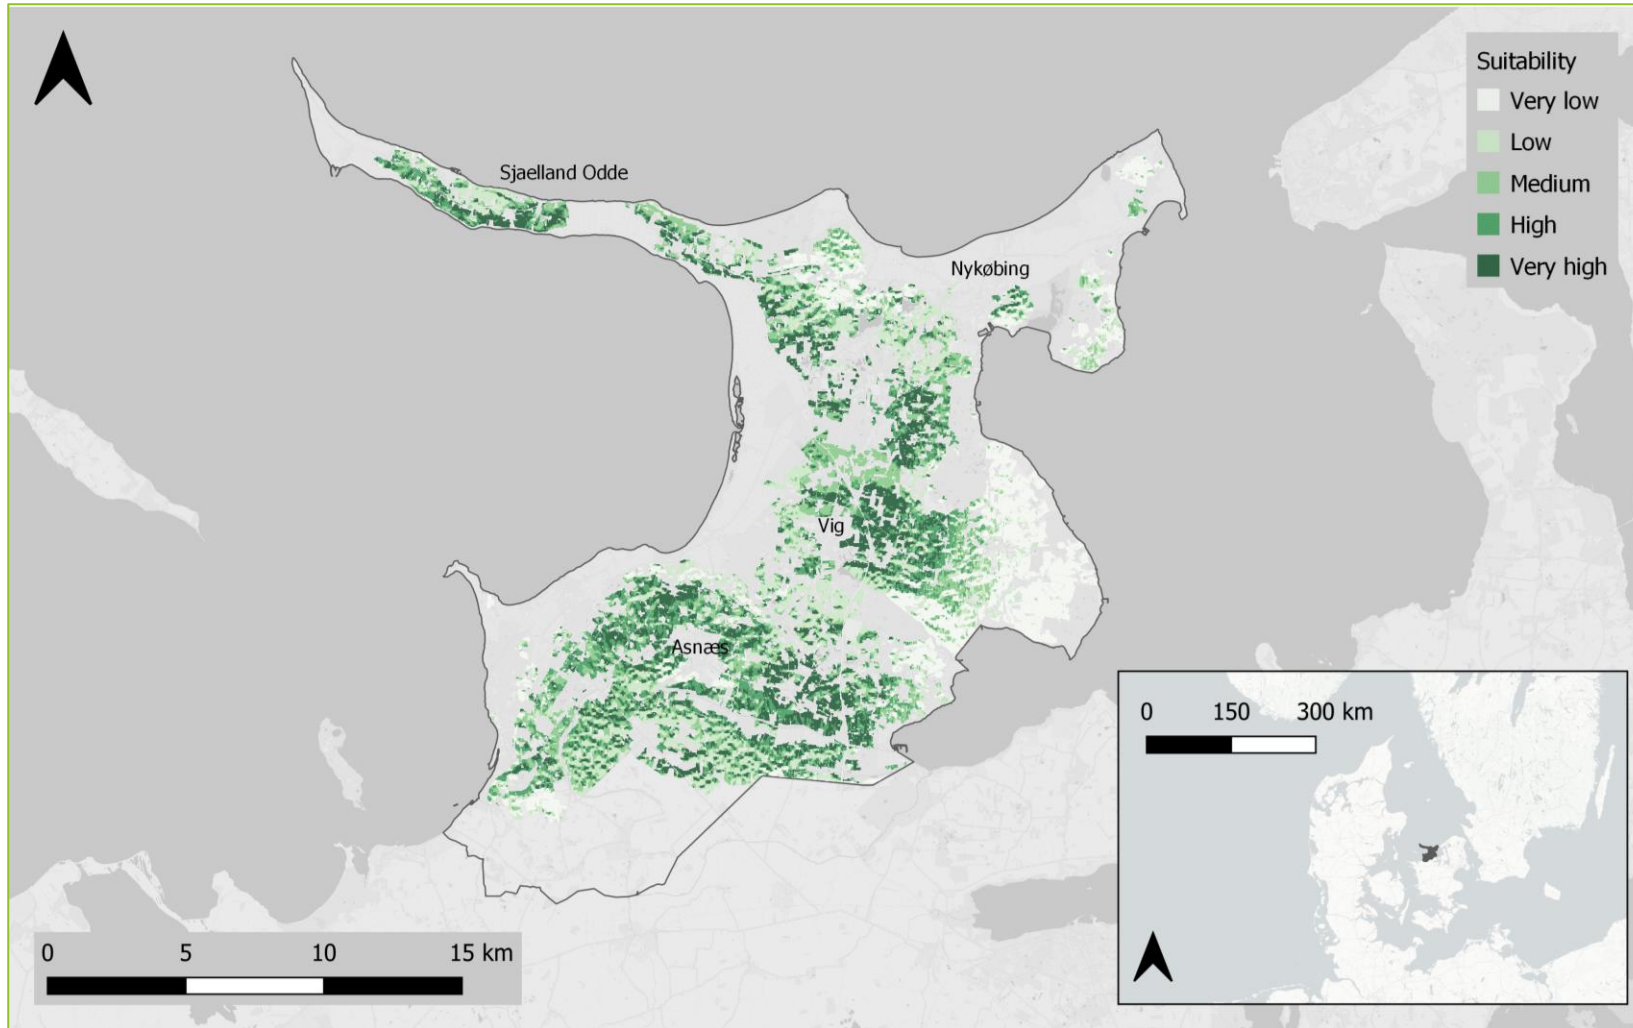 Suitability
Very low
Low
Medium
High
Very high
Sjaelland Odde
Nykøbing
Vig
Asnæs
0 150 300 km
0 5 10 15 km